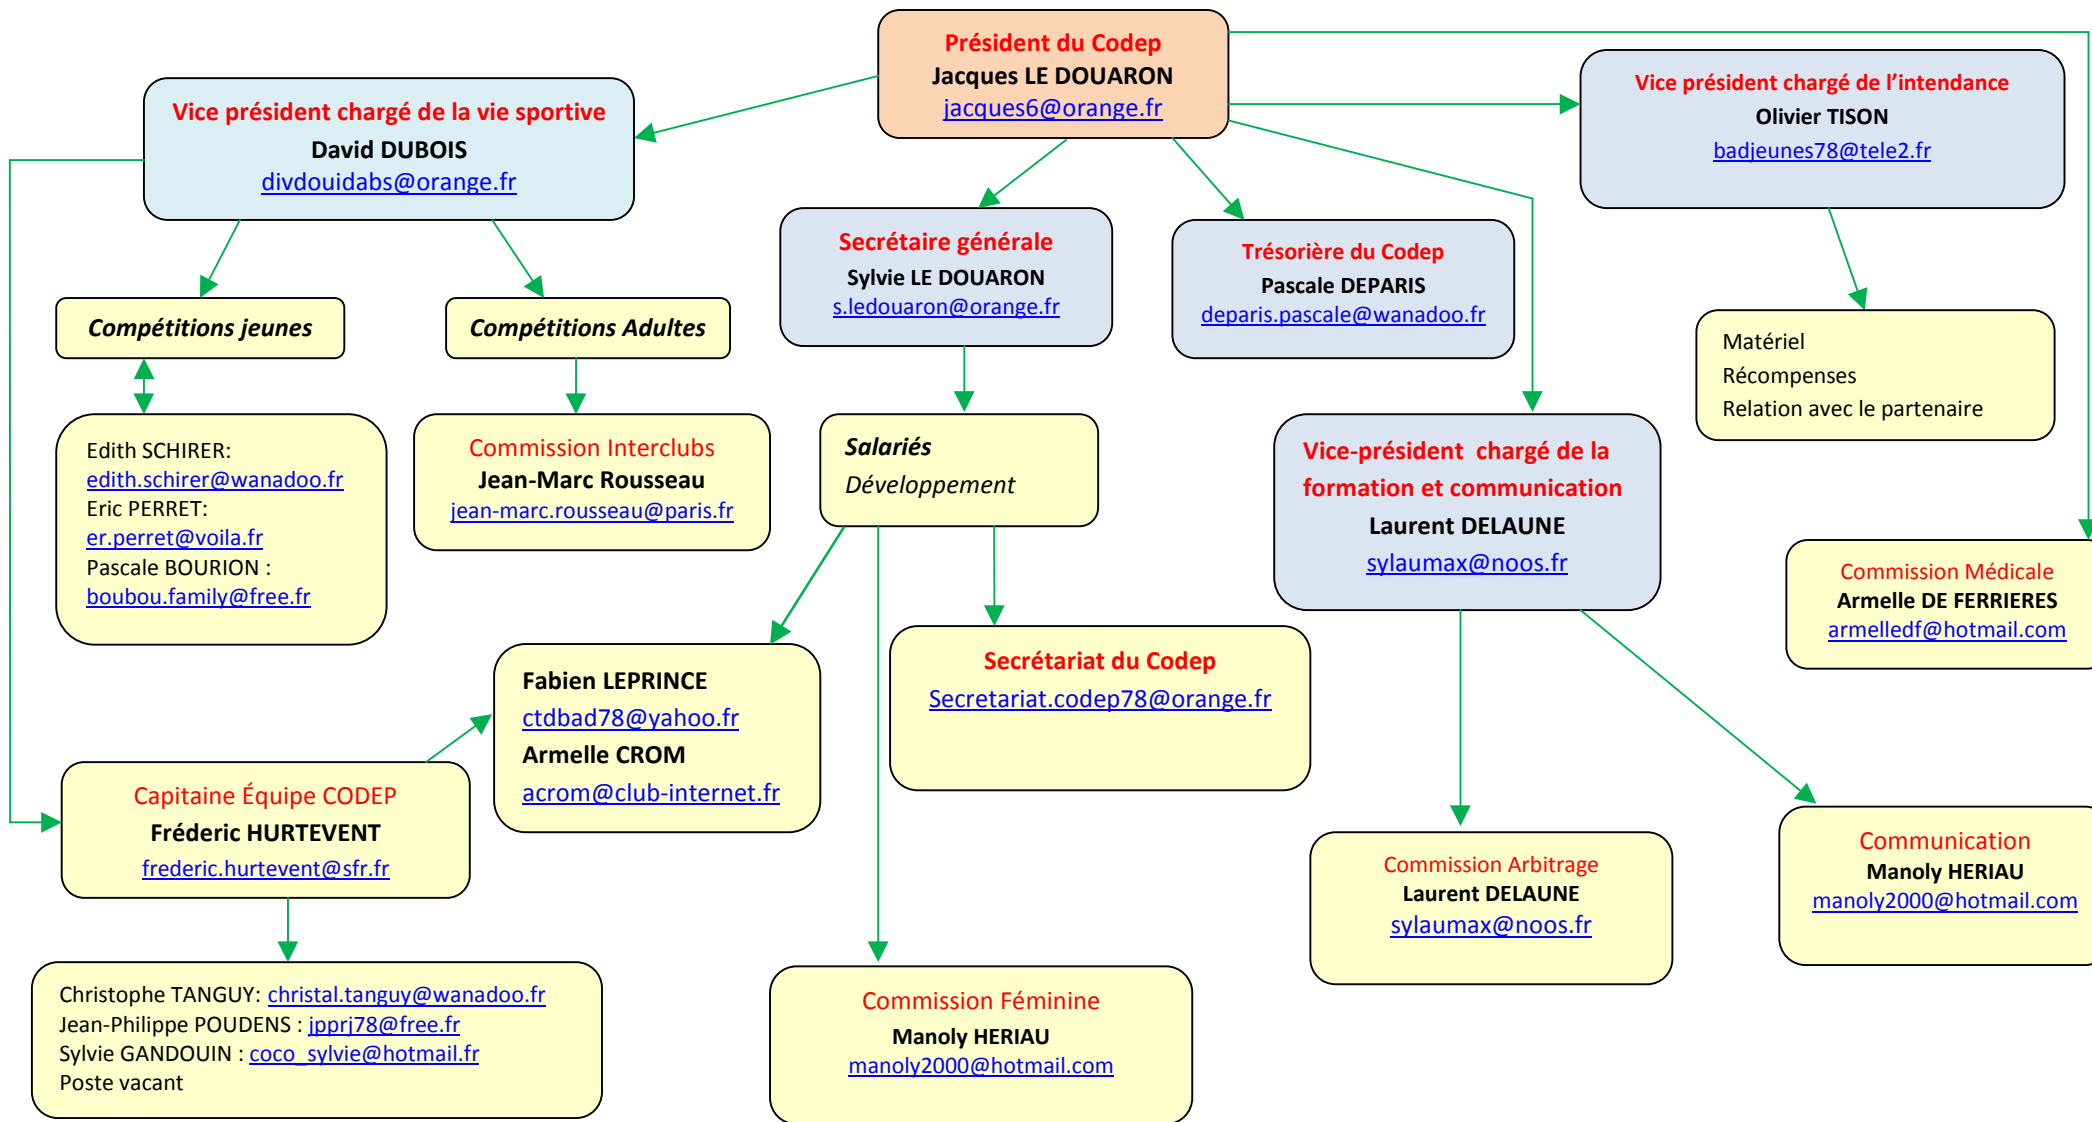 Président du Codep
Jacques LE DOUARON
jacques6@orange.fr
Vice président chargé de la vie sportive
David DUBOIS
divdouidabs@orange.fr
Vice président chargé de l’intendance
Olivier TISON
badjeunes78@tele2.fr
Secrétaire générale
Sylvie LE DOUARON
s.ledouaron@orange.fr
Trésorière du Codep
Pascale DEPARIS
deparis.pascale@wanadoo.fr
Compétitions jeunes
Compétitions Adultes
Matériel
Récompenses
Relation avec le partenaire
Edith SCHIRER:
edith.schirer@wanadoo.fr
Eric PERRET:
er.perret@voila.fr
Pascale BOURION :
boubou.family@free.fr
Commission Interclubs
Jean-Marc Rousseau
jean-marc.rousseau@paris.fr
Salariés
Développement
Vice-président  chargé de la
formation et communication
Laurent DELAUNE
sylaumax@noos.fr
Commission Médicale
Armelle DE FERRIERES
armelledf@hotmail.com
Fabien LEPRINCE
ctdbad78@yahoo.fr
Armelle CROM
acrom@club-internet.fr
Secrétariat du Codep
Secretariat.codep78@orange.fr
Capitaine Équipe CODEP
Fréderic HURTEVENT
frederic.hurtevent@sfr.fr
Commission Arbitrage
Laurent DELAUNE
sylaumax@noos.fr
Communication
Manoly HERIAU
manoly2000@hotmail.com
Christophe TANGUY: christal.tanguy@wanadoo.fr
Jean-Philippe POUDENS : jpprj78@free.fr
Sylvie GANDOUIN : coco_sylvie@hotmail.fr
Poste vacant
Commission Féminine
Manoly HERIAU
manoly2000@hotmail.com